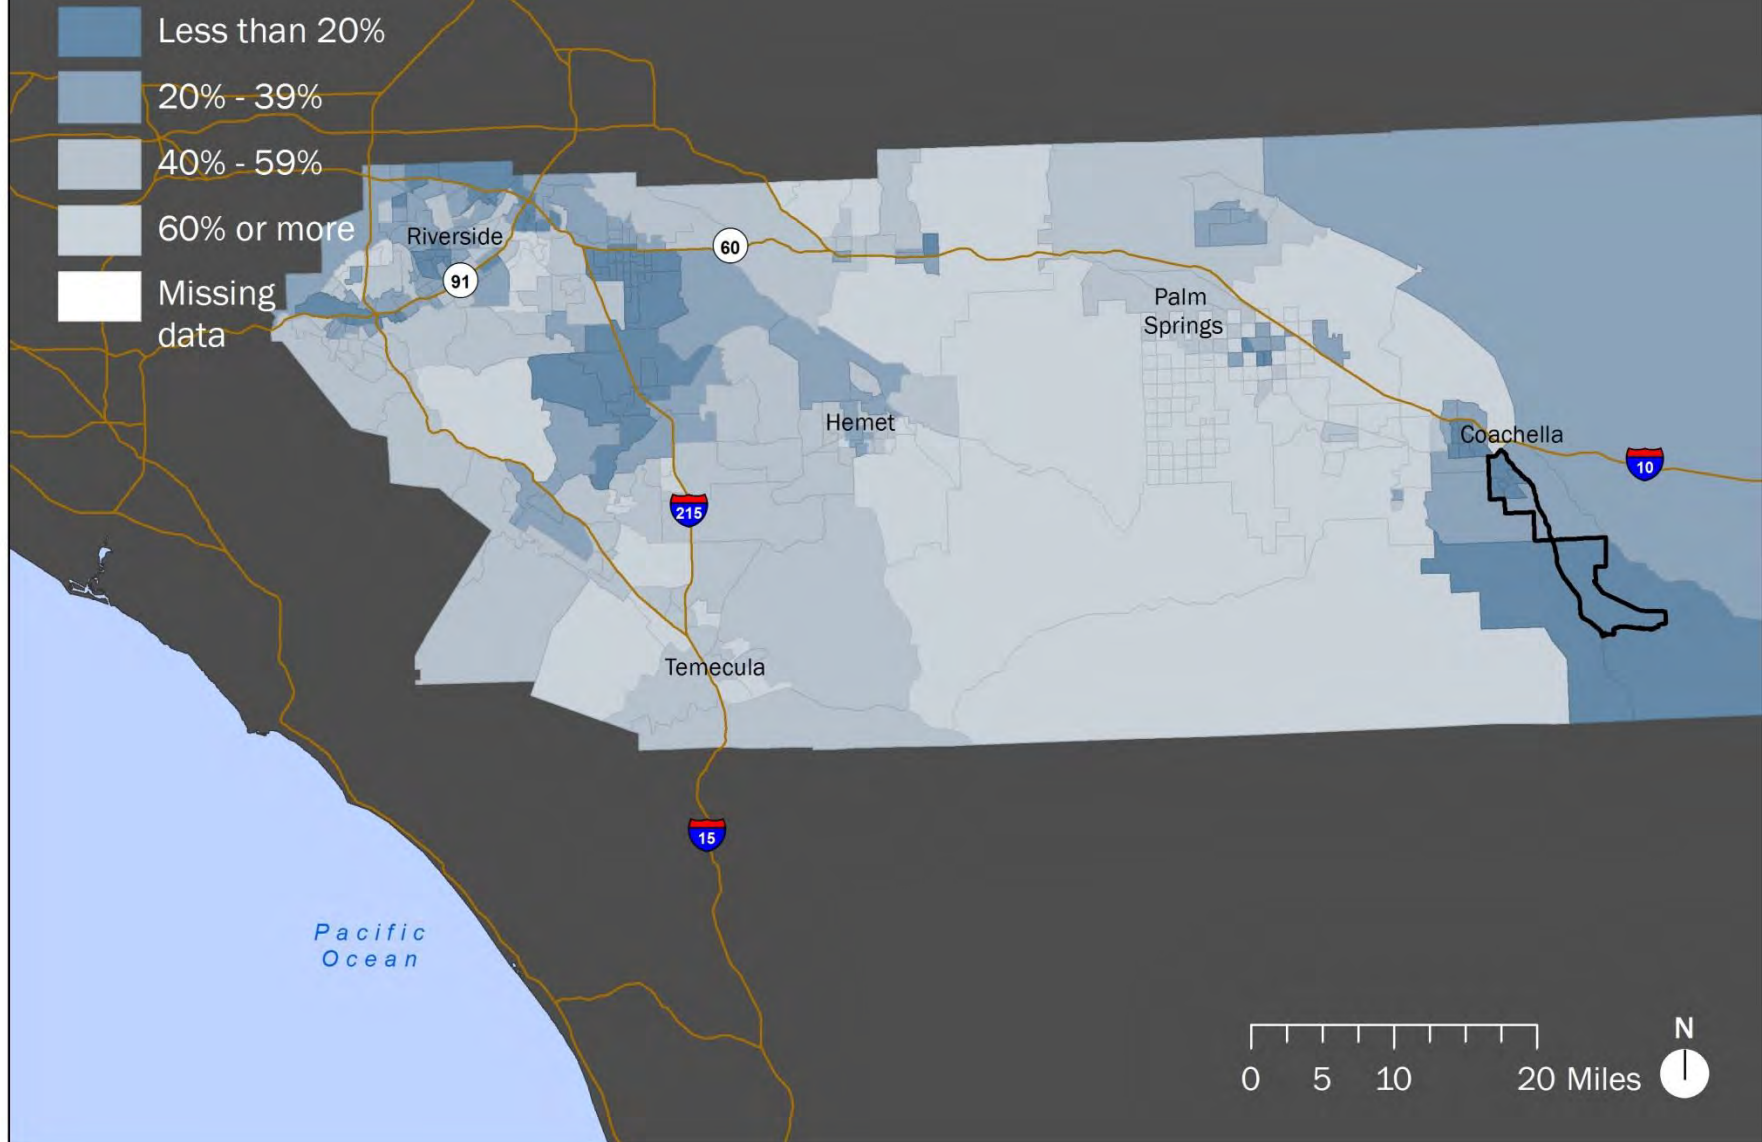 Less than 20%
20% - 39%
40% - 59%
60% or more
Missing
data
Riverside
60
91
Palm
Springs
Hemet
Coachella
10
215
Temecula
15
Pacific
Ocean
N
0 5 10 20 Miles